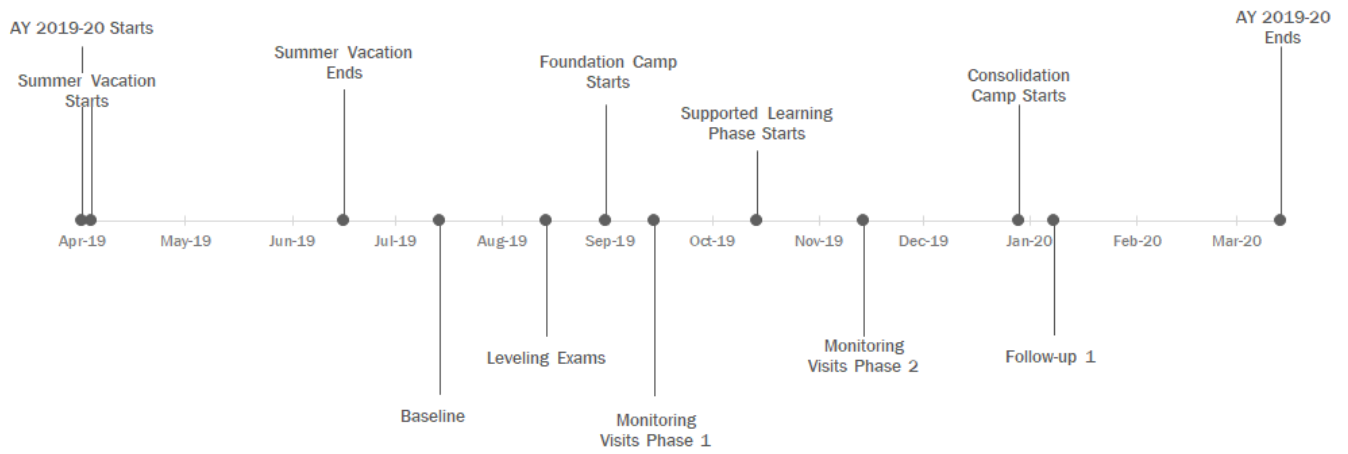 AY 2019-20 Starts
Summer Vacation
Starts
Summer Vacation
Ends
Foundation Camp
Starts
Supported Learning
Phase Starts
Consolidation
Camp Starts
AY 2019-20
Ends
Apr-19
May-19
Jun-19
Jul-19
Aug-19
Sep-19
Oct-19
Nov-19
Dec-19
Jan-20
Feb-20
Mar-20
Baseline
Leveling Exams
Monitoring
Visits Phase 1
Monitoring
Visits Phase 2
Follow-up 1